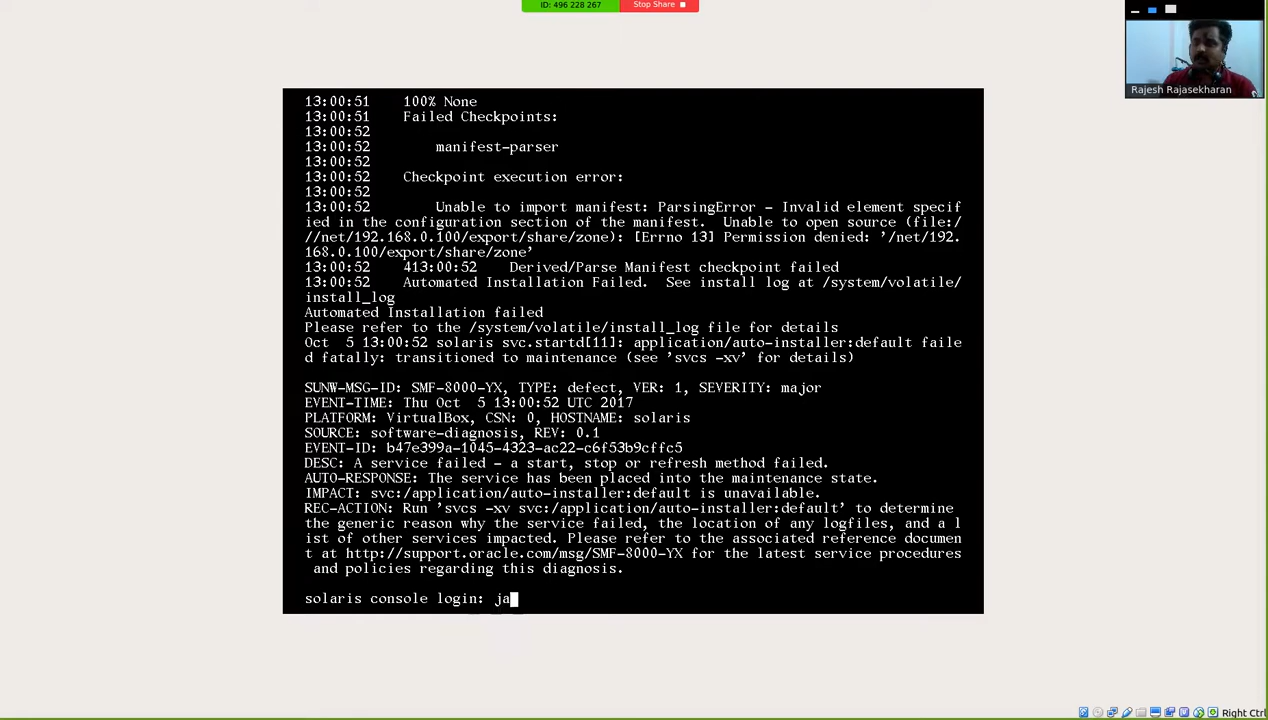 ID: 496 228 267 Stop Share
Rajesh Rajasekharan
13:00:51 100% None
13:00:51 Failed Checkpoints:
13:00:52
13:00:52 manifest-parser
13:00:52
13:00:52 Checkpoint execution error:
13:00:52
13:00:52 Unable to import manifest: ParsingError - Invalid element specif
ied in the configuration section of the manifest. Unable to open source (file:/
//net/192.168.0.100/export/share/zone): [Errno 13] Permission denied: '/net/192.
168.0.100/export/share/zone'
13:00:52 413:00:52 Derived/Parse Manifest checkpoint failed
13:00:52 Automated Installation Failed. See install log at /system/volatile/
install_log
Automated Installation failed
Please refer to the /system/volatile/install_log file for details
Oct 5 13:00:52 solaris svc.startd[11]: application/auto-installer:default faile
d fatally: transitioned to maintenance (see 'svcs -xv' for details)
SUNW-MSG-ID: SMF-8000-YX, TYPE: defect, VER: 1, SEVERITY: major
EVENT-TIME: Thu Oct 5 13:00:52 UTC 2017
PLATFORM: VirtualBox, CSN: 0, HOSTNAME: solaris
SOURCE: software-diagnosis, REV: 0.1
EVENT-ID: b47e399a-1045-4323-ac22-c6f53b9cffc5
DESC: A service failed - a start, stop or refresh method failed.
AUTO-RESPONSE: The service has been placed into the maintenance state.
IMPACT: svc:/application/auto-installer:default is unavailable.
REC-ACTION: Run 'svcs -xv svc:/application/auto-installer:default' to determine
the generic reason why the service failed, the location of any logfiles, and a l
ist of other services impacted. Please refer to the associated reference documen
t at http://support.oracle.com/msg/SMF-8000-YX for the latest service procedures
and policies regarding this diagnosis.
solaris console login: ja
Right Ctrl